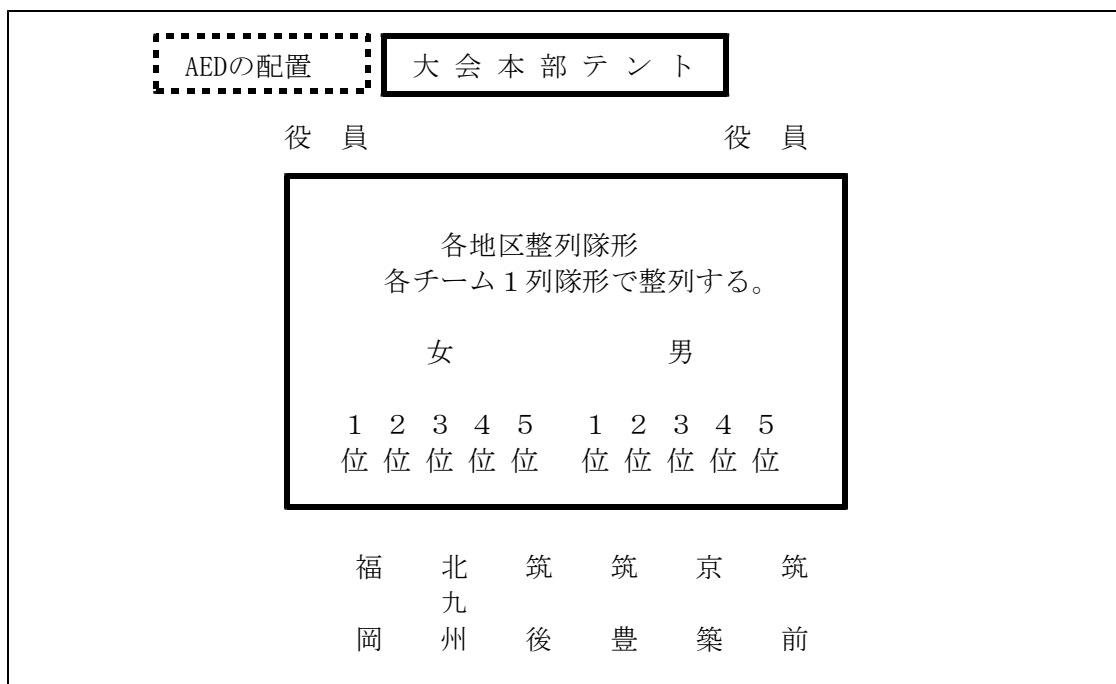 AEDの配置 大会本部テント
役員 役員
各地区整列隊形
各チーム１列隊形で整列する。
女 男
1位 2位 3位 4位 5位 1位 2位 3位 4位 5位
福岡 北九州 筑後 筑豊 京築 筑前